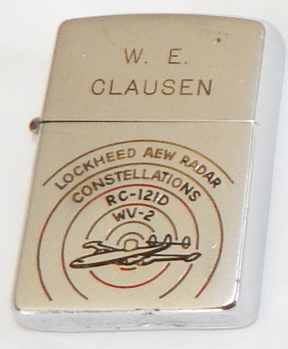 W. E.
CLAUSEN
LOCKHEED AEW RADAR
CONSTELLATIONS
RC-121D
WV-2